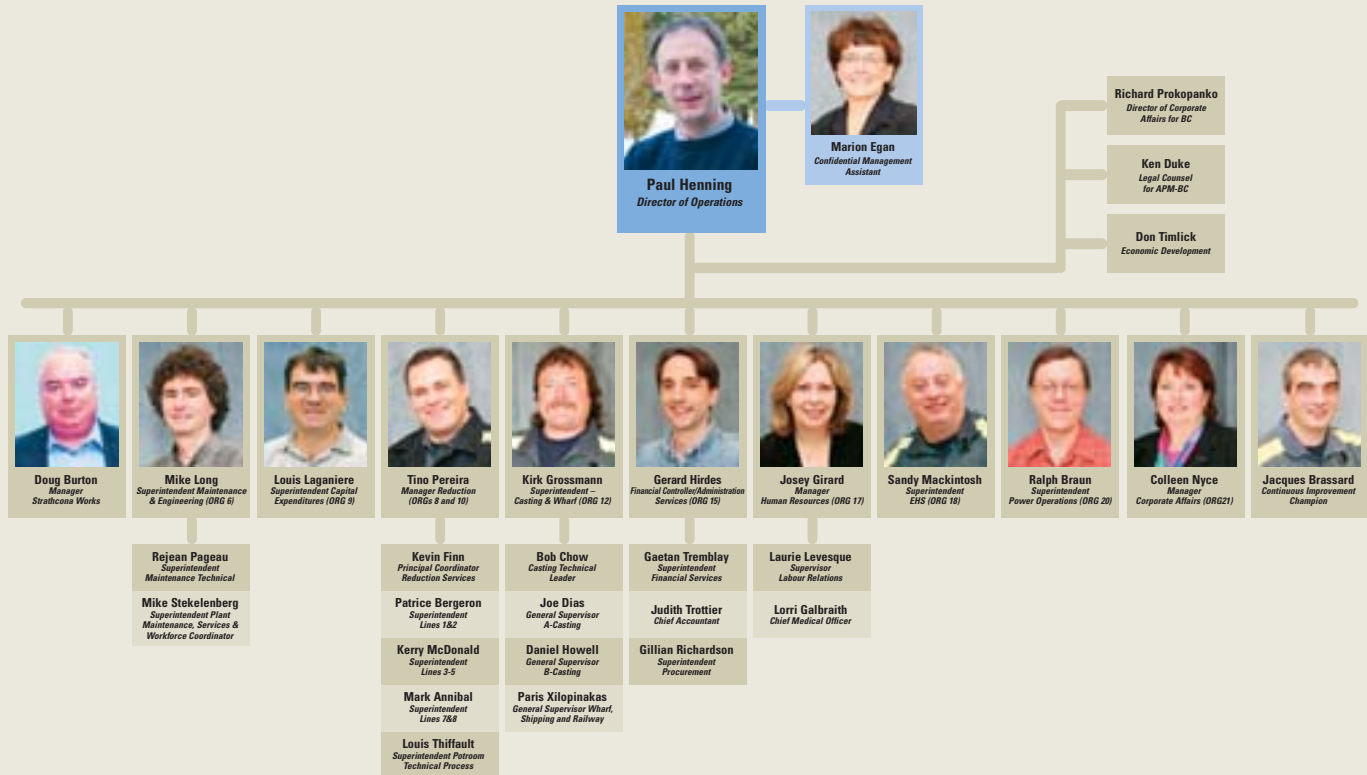 Paul Henning
Director of Operations
Marion Egan
Confidential Management
Assistant
Richard Prokopanko
Director of Corporate
Affairs for BC
Ken Duke
Legal Counsel
for APM-BC
Don Timlick
Economic Development
Doug Burton
Manager
Strathcona Works
Mike Long
Superintendent Maintenance
& Engineering (ORG 6)
Louis Laganiere
Superintendent Capital
Expenditures (ORG 9)
Tino Pereira
Manager Reduction
(ORGs 8 and 10)
Kirk Grossmann
Superintendent –
Casting & Wharf (ORG 12)
Gerard Hirdes
Financial Controller/Administration
Services (ORG 15)
Josey Girard
Manager
Human Resources (ORG 17)
Sandy Mackintosh
Superintendent
EHS (ORG 18)
Ralph Braun
Superintendent
Power Operations (ORG 20)
Colleen Nyce
Manager
Corporate Affairs (ORG21)
Jacques Brassard
Continuous Improvement
Champion
Rejean Pageau
Superintendent
Maintenance Technical
Mike Stekelenberg
Superintendent Plant
Maintenance, Services &
Workforce Coordinator
Kevin Finn
Principal Coordinator
Reduction Services
Patrice Bergeron
Superintendent
Lines 1&2
Kerry McDonald
Superintendent
Lines 3-5
Mark Annibal
Superintendent
Lines 7&8
Louis Thiffault
Superintendent Potroom
Technical Process
Bob Chow
Casting Technical
Leader
Joe Dias
General Supervisor
A-Casting
Daniel Howell
General Supervisor
B-Casting
Paris Xilopinakas
General Supervisor Wharf,
Shipping and Railway
Gaetan Tremblay
Superintendent
Financial Services
Judith Trottier
Chief Accountant
Gillian Richardson
Superintendent
Procurement
Laurie Levesque
Supervisor
Labour Relations
Lorri Galbraith
Chief Medical Officer